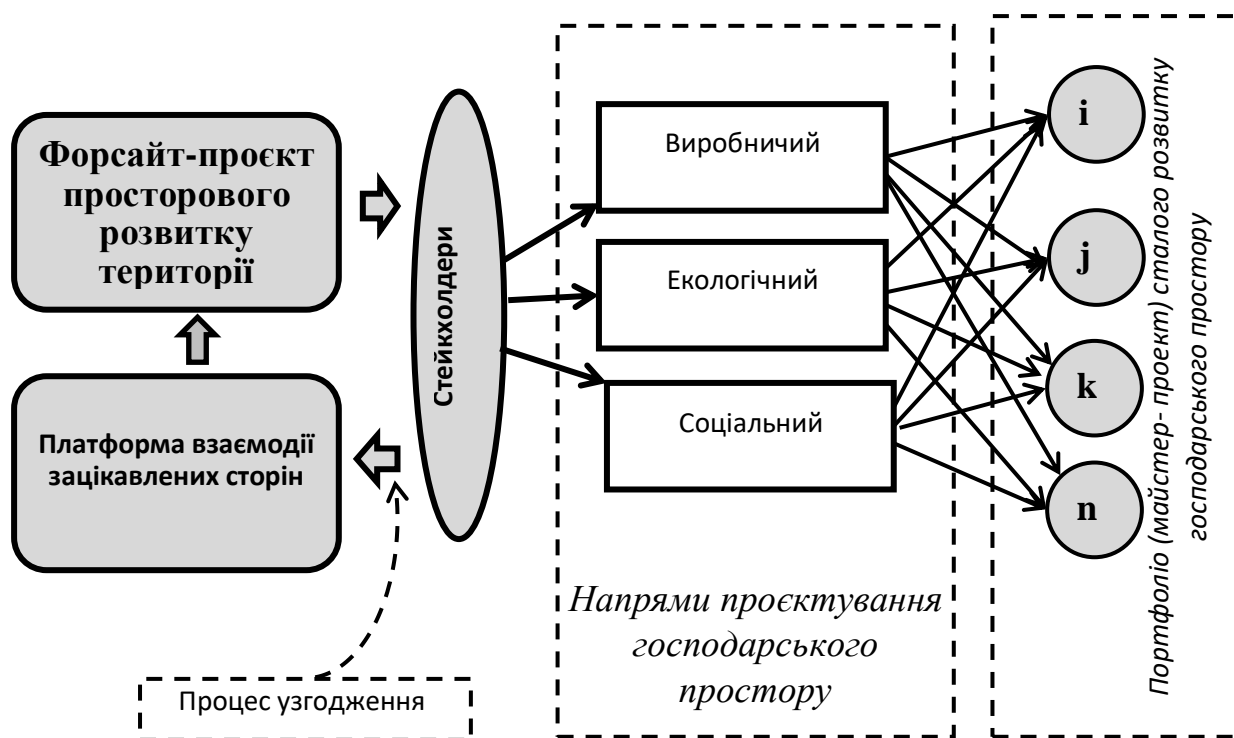 Форсайт-проєкт
просторового
розвитку
території
Платформа взаємодії
зацікавлених сторін
Процес узгодження
Стейкхолдери
Виробничий
Екологічний
Соціальний
Напрями проєктування
господарського
простору
i
j
k
n
Портфоліо (майстер- проект) сталого розвитку
господарського простору